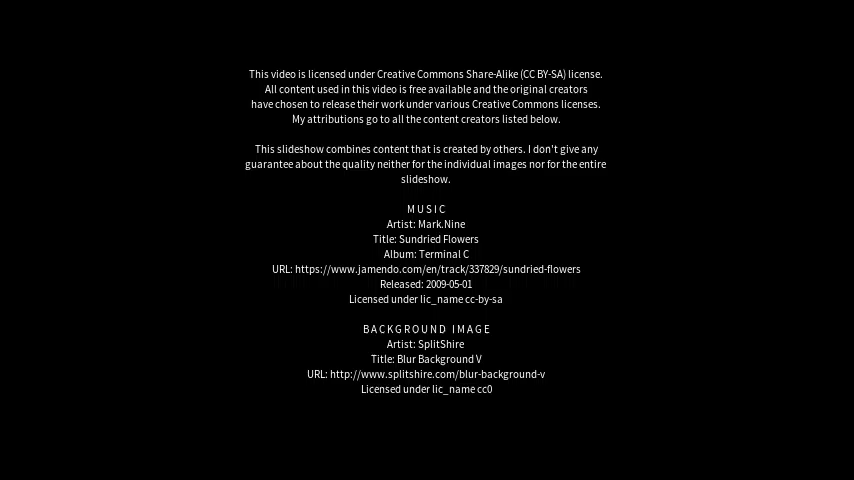 This video is licensed under Creative Commons Share-Alike (CC BY-SA) license.
All content used in this video is free available and the original creators
have chosen to release their work under various Creative Commons licenses.
My attributions go to all the content creators listed below.
This slideshow combines content that is created by others. I don't give any
guarantee about the quality neither for the individual images nor for the entire
slideshow.
MUSIC
Artist: Mark.Nine
Title: Sundried Flowers
Album: Terminal C
URL: https://www.jamendo.com/en/track/337829/sundried-flowers
Released: 2009-05-01
Licensed under lic_name cc-by-sa
BACKGROUND IMAGE
Artist: SplitShire
Title: Blur Background V
URL: http://www.splitshire.com/blur-background-v
Licensed under lic_name cc0